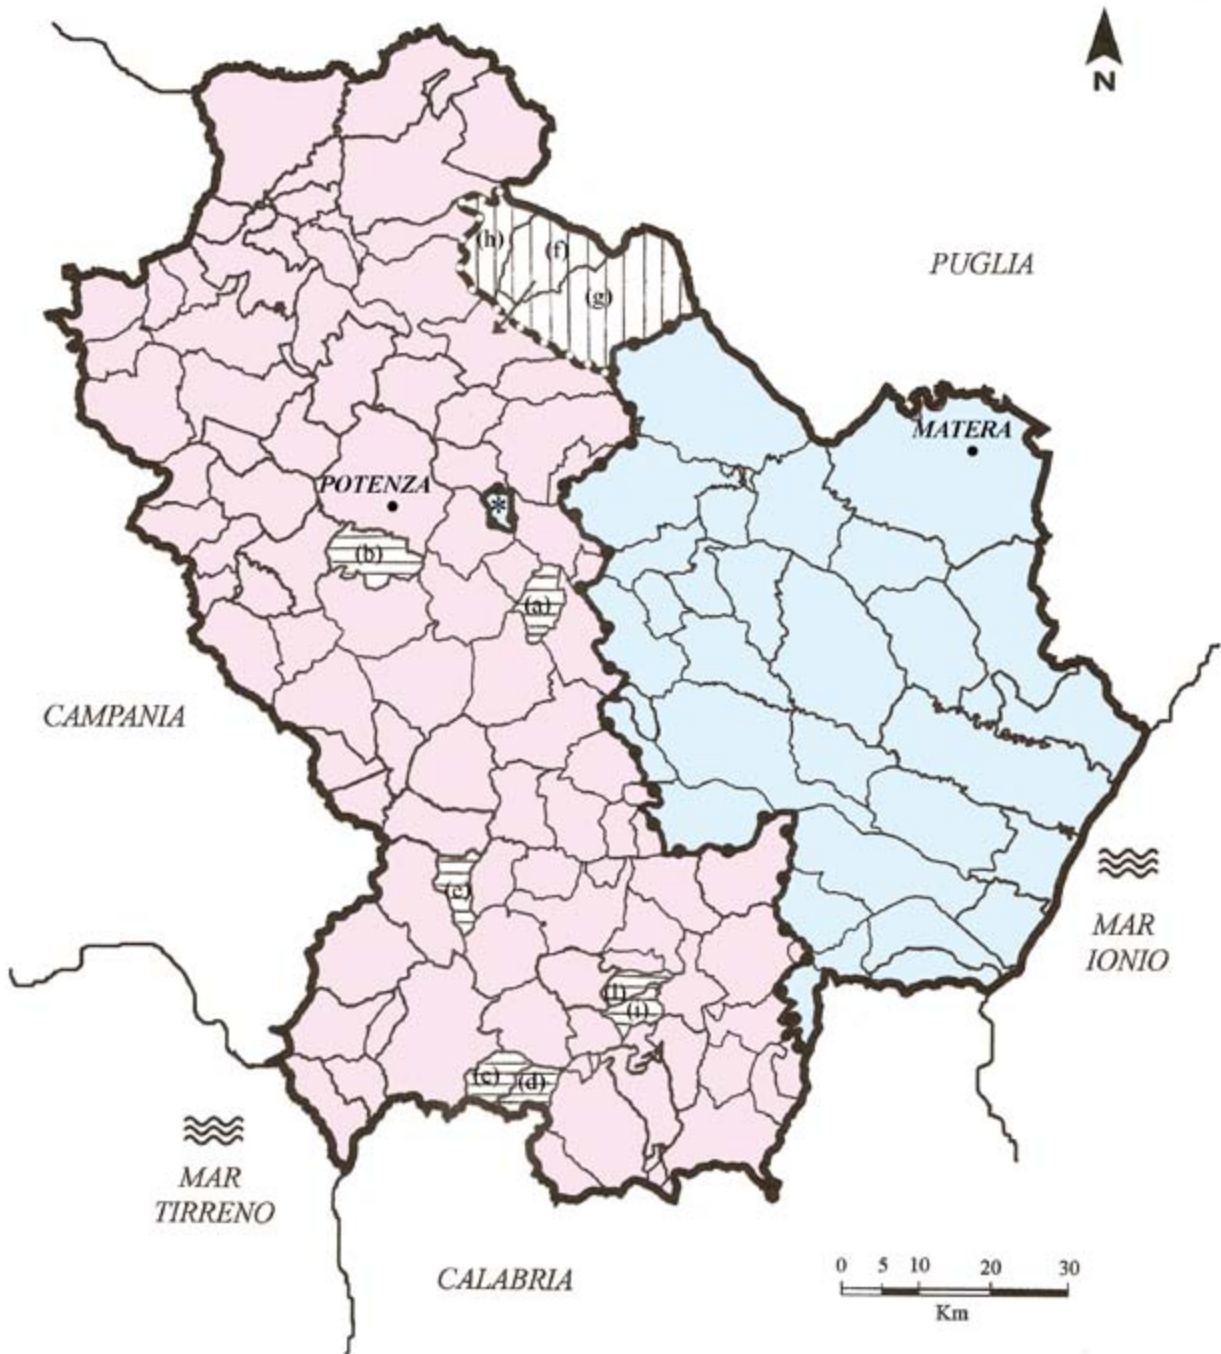 N
(h)
(f)
(g)
PUGLIA
MATERA
POTENZA
*
(b)
(a)
CAMPANIA
(e)
MAR
IONIO
(l)
(i)
(c)
(d)
MAR
TIRRENO
CALABRIA
0 5 10 20 30
Km